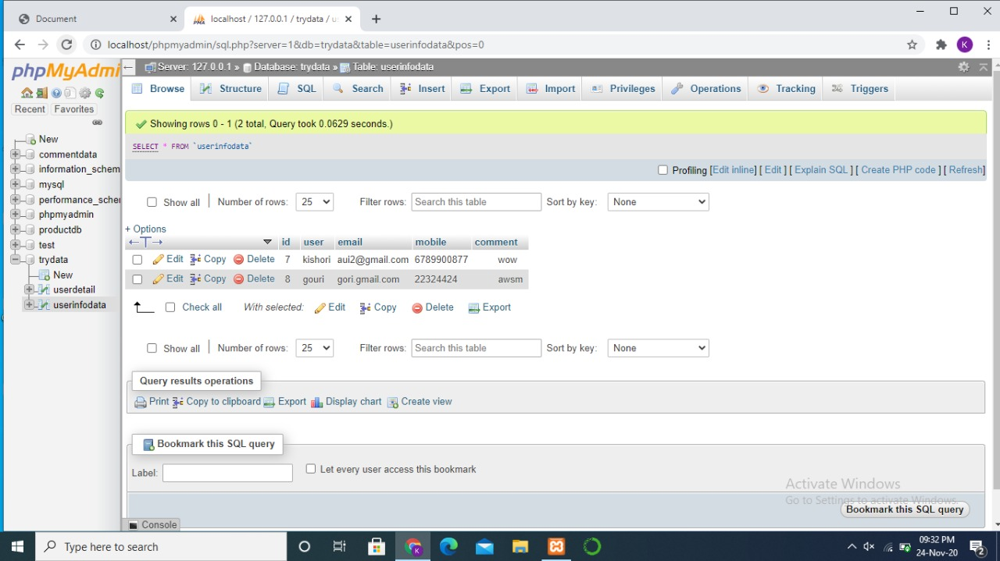 Document
localhost / 127.0.0.1 / trydata / us
localhost/phpmyadmin/sql.php?server=1&db=trydata&table=userinfodata&pos=0
K
phpMyAdmi
Recent Favorites
New
commentdata
information_schem
mysql
performance_scher
phpmyadmin
productdb
test
trydata
New
userdetail
userinfodata
Server: 127.0.0.1 » Database: trydata » Table: userinfodata
Browse Structure SQL Search Insert Export Import Privileges Operations Tracking Triggers
Showing rows 0 - 1 (2 total, Query took 0.0629 seconds.)
SELECT * FROM `userinfodata`
Profiling [Edit inline] [ Edit ] [ Explain SQL ] [ Create PHP code ] [ Refresh]
Show all Number of rows: 25 Filter rows: Search this table Sort by key: None
+ Options
id user email mobile comment
Edit Copy Delete 7 kishori aul2@gmail.com 6789900877 wow
Edit Copy Delete 8 gouri gori.gmail.com 22324424 awsm
Check all With selected: Edit Copy Delete Export
Show all Number of rows: 25 Filter rows: Search this table Sort by key: None
Query results operations
Print Copy to clipboard Export Display chart Create view
Bookmark this SQL query
Label: Let every user access this bookmark
Activate Windows
Go to Settings to activate Windows.
Bookmark this SQL query
Console
Type here to search
K
09:32 PM
24-Nov-20
2